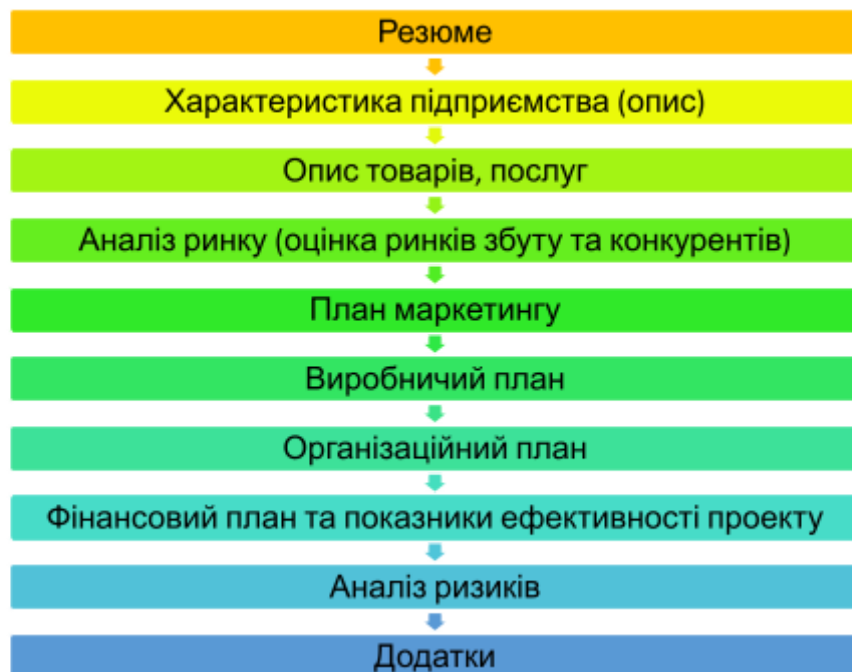 Резюме
Характеристика підприємства (опис)
Опис товарів, послуг
Аналіз ринку (оцінка ринків збуту та конкурентів)
План маркетингу
Виробничий план
Організаційний план
Фінансовий план та показники ефективності проекту
Аналіз ризиків
Додатки